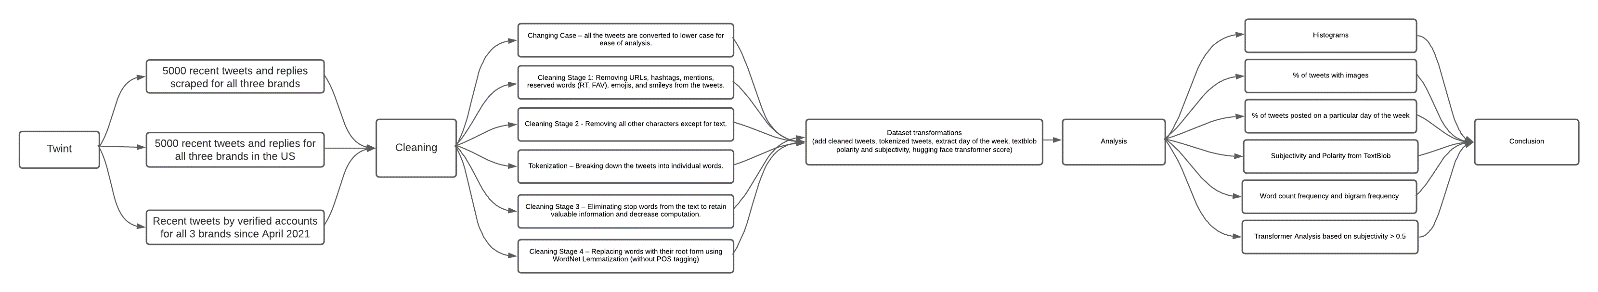 Twint
5000 recent tweets and replies
scraped for all three brands
5000 recent tweets and replies for
all three brands in the US
Recent tweets by verified accounts
for all 3 brands since April 2021
Cleaning
Changing Case – all the tweets are converted to lower case for
ease of analysis.
Cleaning Stage 1: Removing URLs, hashtags, mentions,
reserved words (RT, FAV), emojis, and smileys from the tweets.
Cleaning Stage 2 - Removing all other characters except for text.
Tokenization – Breaking down the tweets into individual words.
Cleaning Stage 3 – Eliminating stop words from the text to retain
valuable information and decrease computation.
Cleaning Stage 4 – Replacing words with their root form using
WordNet Lemmatization (without POS tagging)
Dataset transformations
(add cleaned tweets, tokenized tweets, extract day of the week, textblob
polarity and subjectivity, hugging face transformer score)
Analysis
Histograms
% of tweets with images
% of tweets posted on a particular day of the week
Subjectivity and Polarity from TextBlob
Word count frequency and bigram frequency
Transformer Analysis based on subjectivity > 0.5
Conclusion